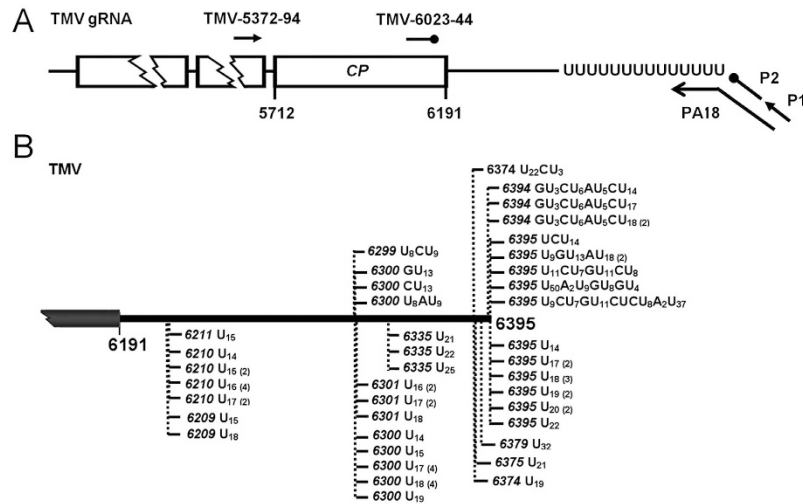 A
TMV gRNA
TMV-5372-94
TMV-6023-44
CP
UUUUUUUUUUUUUUU
P2
P1
PA18
5712
6191
B
TMV
6374 U22CU3
6394 GU3CU6AU5CU14
6394 GU3CU6AU5CU17
6394 GU3CU6AU5CU18 (2)
6299 U8CU9
6300 GU13
6300 CU13
6300 U8AU9
6395 UCU14
6395 U9GU13AU18 (2)
6395 U11CU7GU11CU8
6395 U50A2U9GU8GU4
6395 U9CU7GU11CUCU8A2U37
6191
6395
6211 U15
6210 U14
6210 U15 (2)
6210 U16 (4)
6210 U17 (2)
6209 U15
6209 U18
6335 U21
6335 U22
6335 U25
6301 U16 (2)
6301 U17 (2)
6301 U18
6300 U14
6300 U15
6300 U17 (4)
6300 U18 (4)
6300 U19
6395 U14
6395 U17 (2)
6395 U18 (3)
6395 U19 (2)
6395 U20 (2)
6395 U22
6379 U32
6375 U21
6374 U19